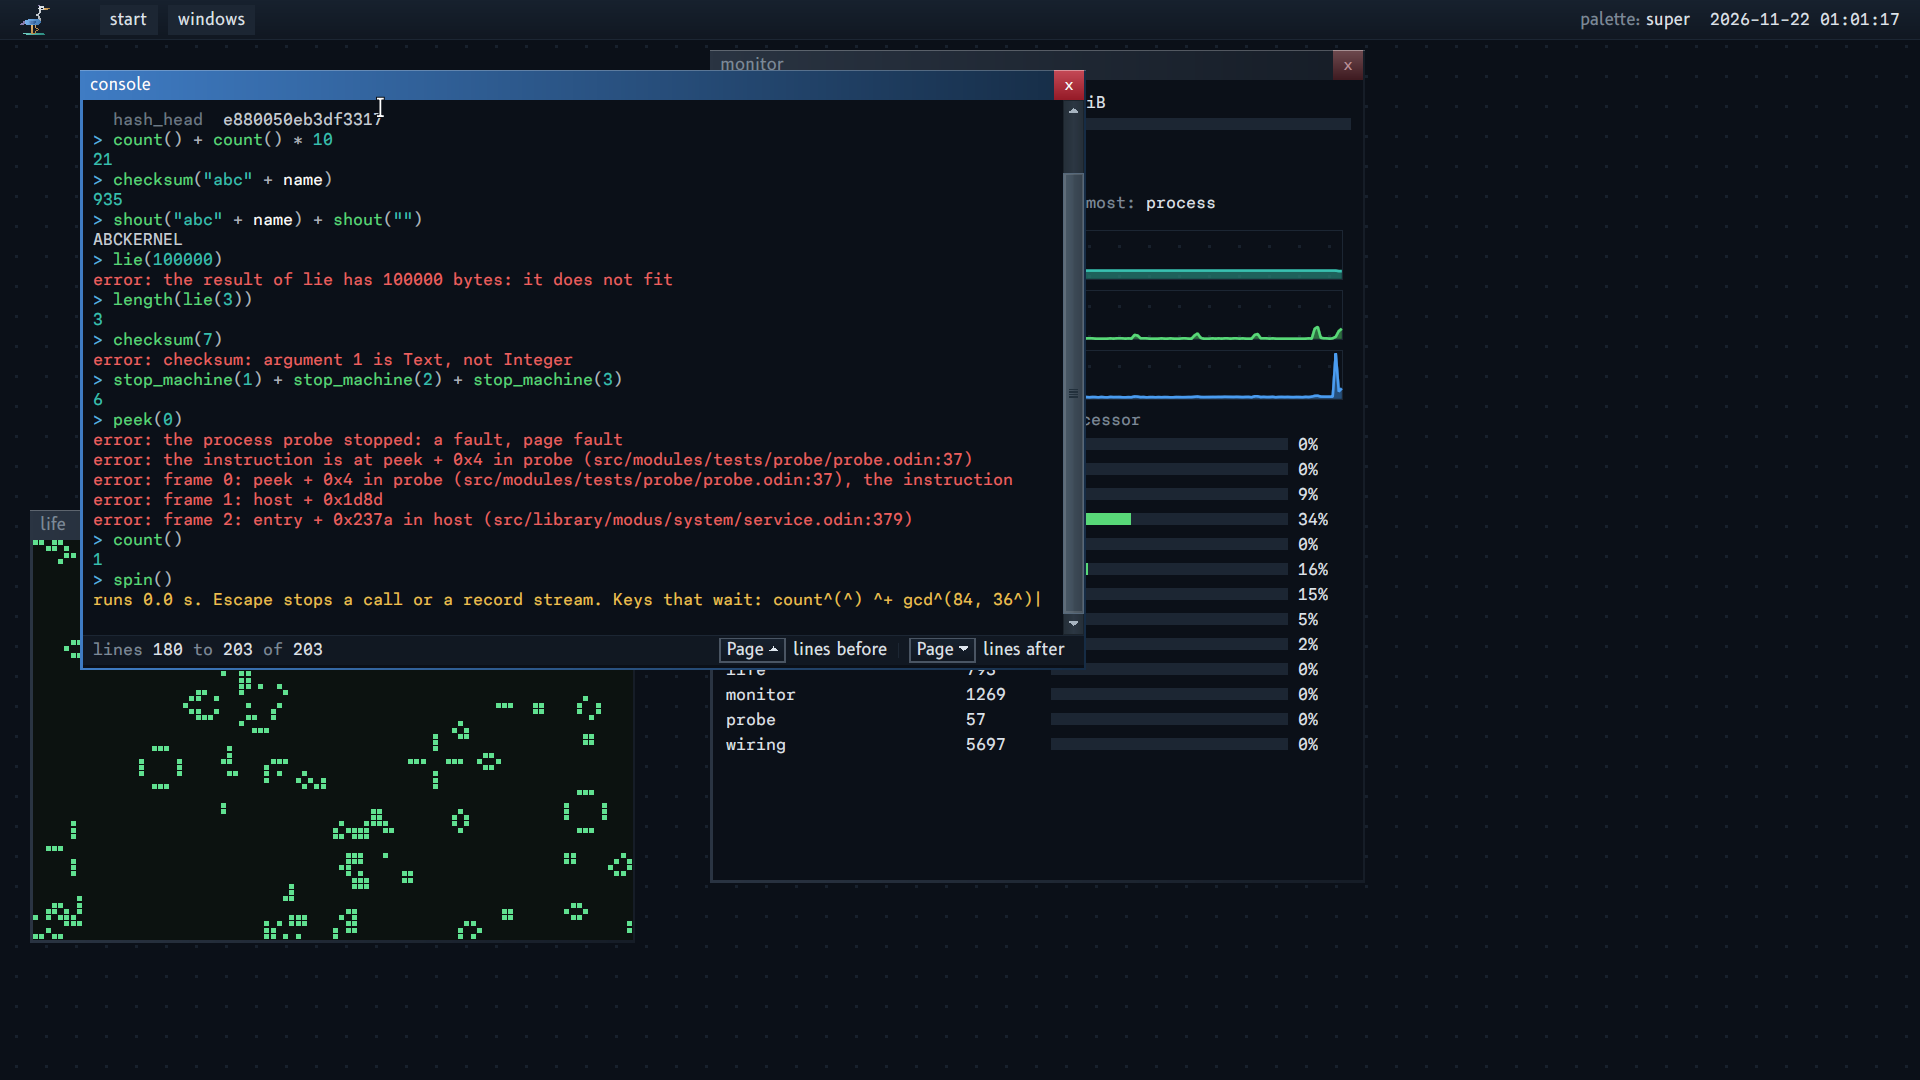 start windows palette: super 2026-11-22 01:01:17
monitor x
console x
iB
hash_head e880050eb3df3317
> count() + count() * 10
21
> checksum("abc" + name)
935
> shout("abc" + name) + shout("")
ABCKERNEL
> lie(100000)
error: the result of lie has 100000 bytes: it does not fit
> length(lie(3))
3
> checksum(7)
error: checksum: argument 1 is Text, not Integer
> stop_machine(1) + stop_machine(2) + stop_machine(3)
6
> peek(0)
error: the process probe stopped: a fault, page fault
error: the instruction is at peek + 0x4 in probe (src/modules/tests/probe/probe.odin:37)
error: frame 0: peek + 0x4 in probe (src/modules/tests/probe/probe.odin:37), the instruction
error: frame 1: host + 0x1d8d
error: frame 2: entry + 0x237a in host (src/library/modus/system/service.odin:379)
> count()
1
> spin()
runs 0.0 s. Escape stops a call or a record stream. Keys that wait: count^(^) ^+ gcd^(84, 36^)|
lines 180 to 203 of 203 Page lines before Page lines after
most: process
cessor
0%
0%
9%
34%
0%
16%
15%
5%
2%
life 793 0%
monitor 1269 0%
probe 57 0%
wiring 5697 0%
life